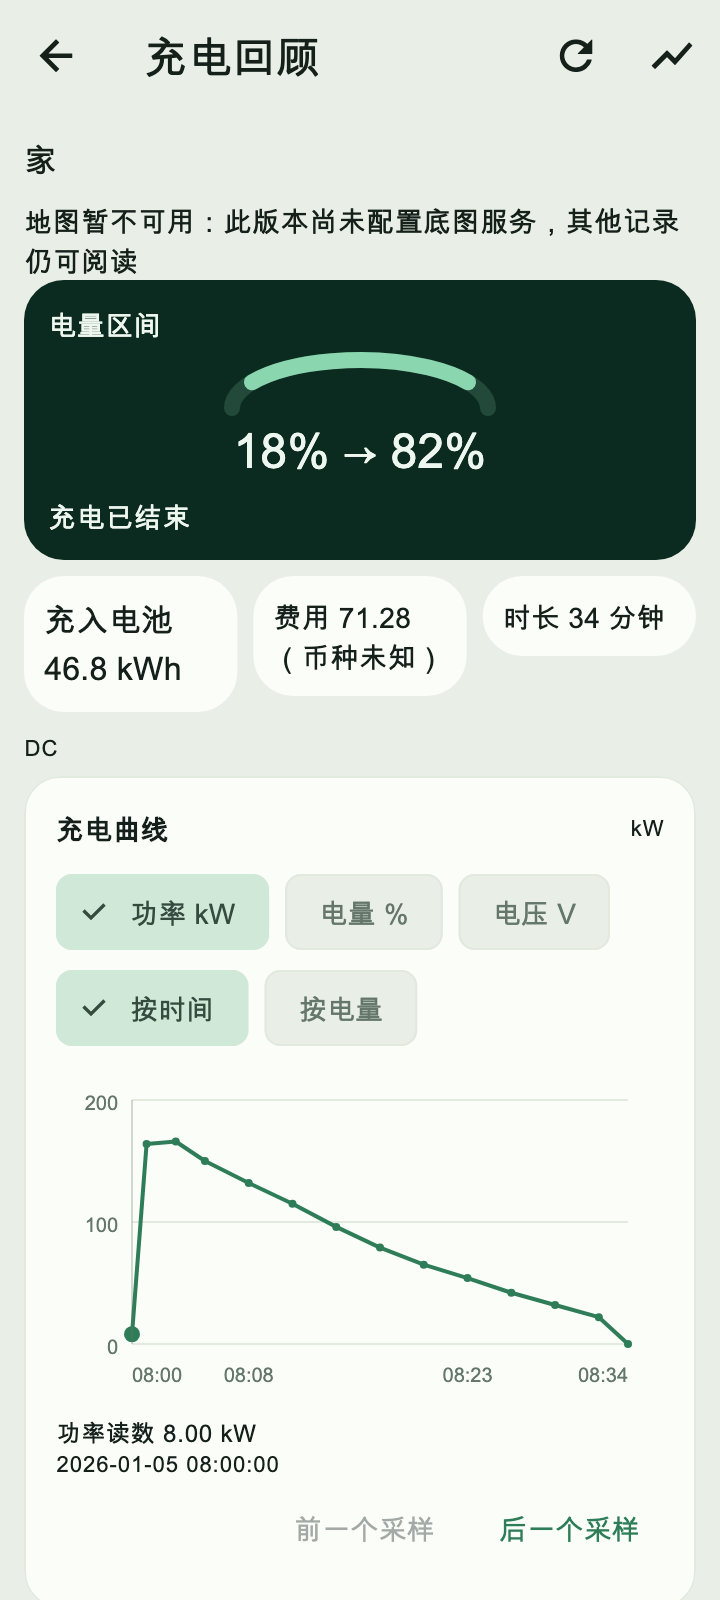 充电回顾
家
地图暂不可用：此版本尚未配置底图服务，其他记录
仍可阅读
电量区间
18% → 82%
充电已结束
充入电池
46.8 kWh
费用 71.28
（币种未知）
时长 34 分钟
DC
充电曲线
kW
功率 kW
电量 %
电压 V
按时间
按电量
200
100
0
08:00
08:08
08:23
08:34
功率读数 8.00 kW
2026-01-05 08:00:00
前一个采样
后一个采样